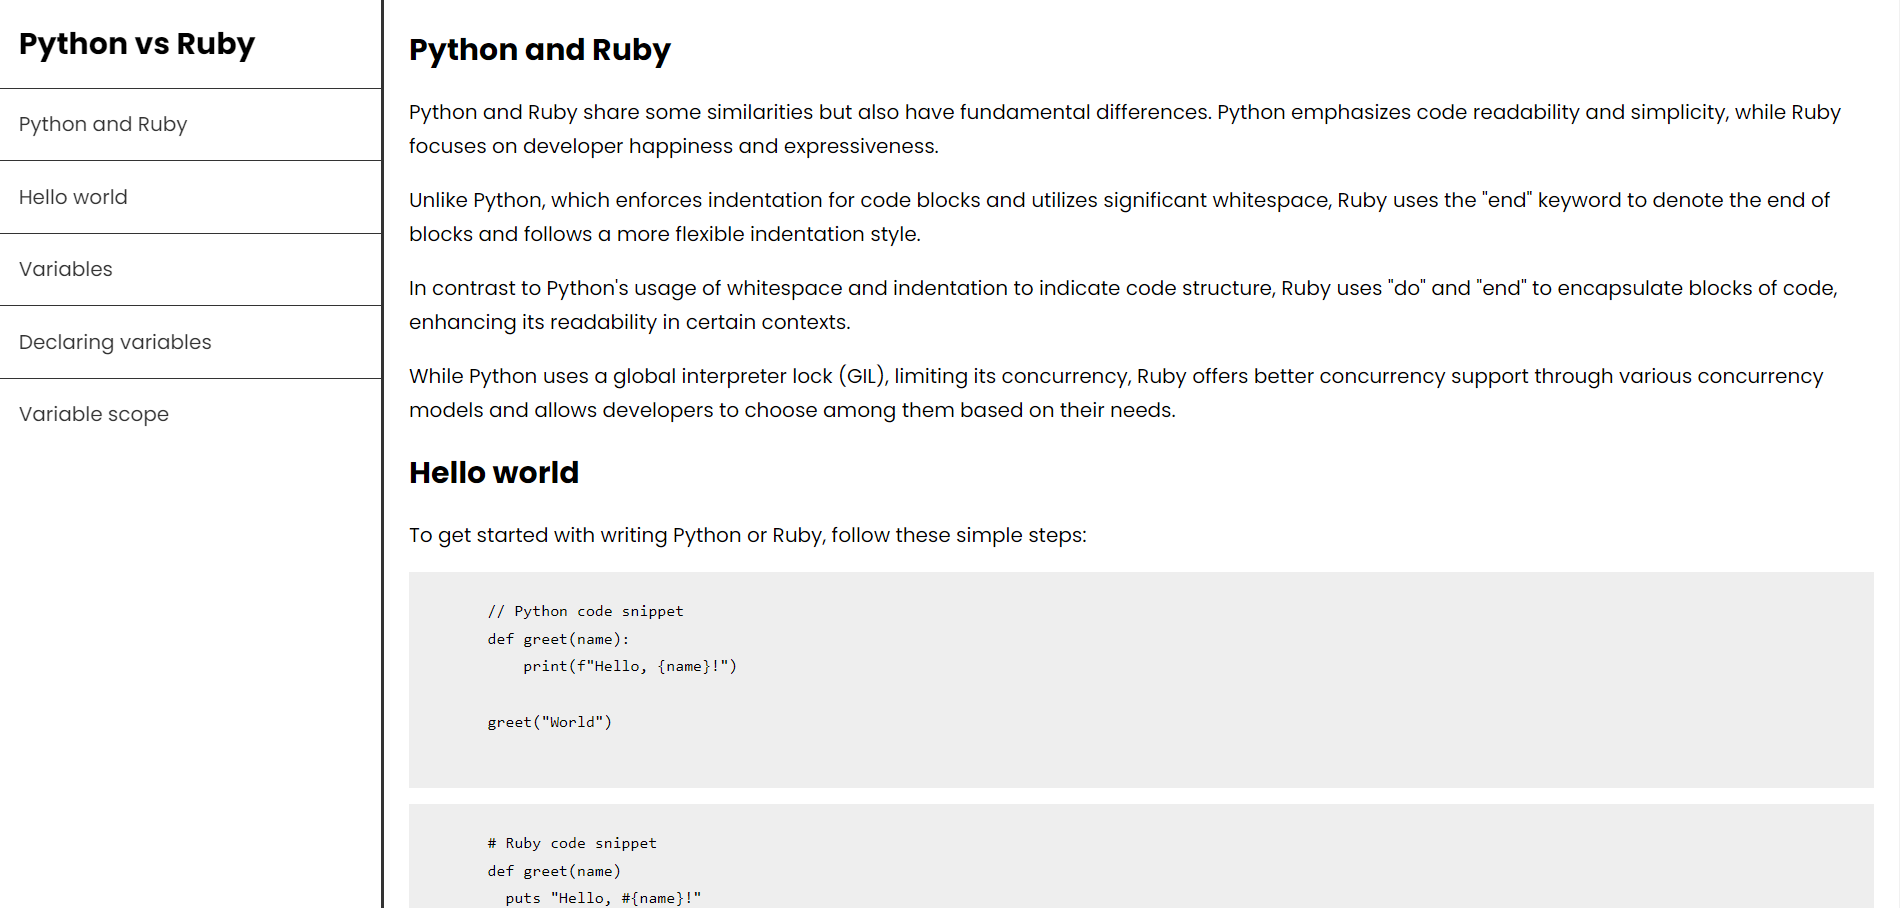 Python vs Ruby
Python and Ruby
Hello world
Variables
Declaring variables
Variable scope
Python and Ruby
Python and Ruby share some similarities but also have fundamental differences. Python emphasizes code readability and simplicity, while Ruby
focuses on developer happiness and expressiveness.
Unlike Python, which enforces indentation for code blocks and utilizes significant whitespace, Ruby uses the "end" keyword to denote the end of
blocks and follows a more flexible indentation style.
In contrast to Python's usage of whitespace and indentation to indicate code structure, Ruby uses "do" and "end" to encapsulate blocks of code,
enhancing its readability in certain contexts.
While Python uses a global interpreter lock (GIL), limiting its concurrency, Ruby offers better concurrency support through various concurrency
models and allows developers to choose among them based on their needs.
Hello world
To get started with writing Python or Ruby, follow these simple steps:
// Python code snippet
def greet(name):
    print(f"Hello, {name}!")
greet("World")
# Ruby code snippet
def greet(name)
  puts "Hello, #{name}!"